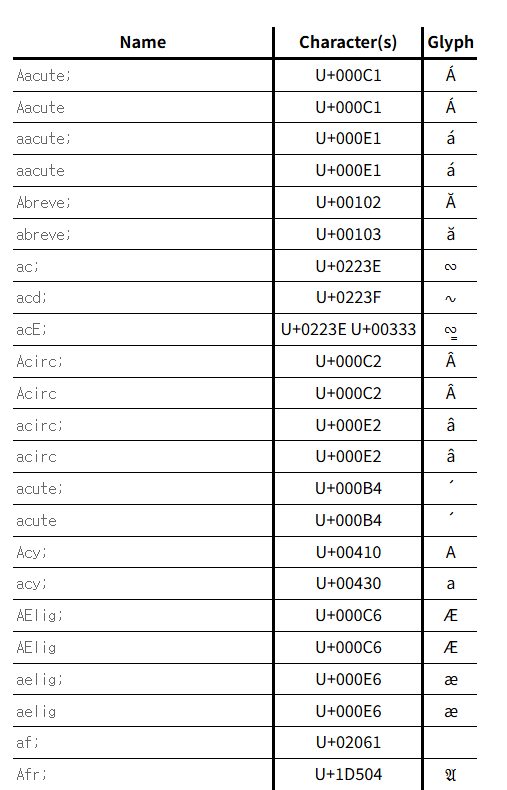 Name Character(s) Glyph
Aacute; U+000C1 Á
Aacute U+000C1 Á
aacute; U+000E1 á
aacute U+000E1 á
Abreve; U+00102 Ă
abreve; U+00103 ă
ac; U+0223E ∾
acd; U+0223F ∿
acE; U+0223E U+00333 ∾̳
Acirc; U+000C2 Â
Acirc U+000C2 Â
acirc; U+000E2 â
acirc U+000E2 â
acute; U+000B4 ´
acute U+000B4 ´
Acy; U+00410 А
acy; U+00430 а
AElig; U+000C6 Æ
AElig U+000C6 Æ
aelig; U+000E6 æ
aelig U+000E6 æ
af; U+02061
Afr; U+1D504 𝔄